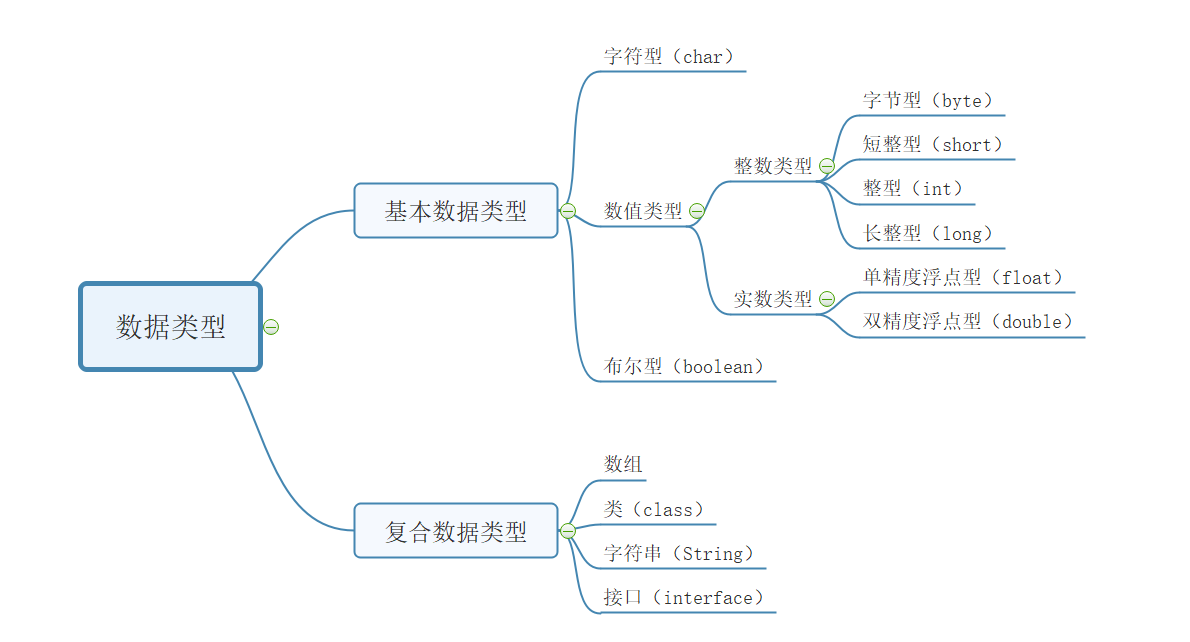 数据类型
基本数据类型
字符型（char）
数值类型
整数类型
字节型（byte）
短整型（short）
整型（int）
长整型（long）
实数类型
单精度浮点型（float）
双精度浮点型（double）
布尔型（boolean）
复合数据类型
数组
类（class）
字符串（String）
接口（interface）